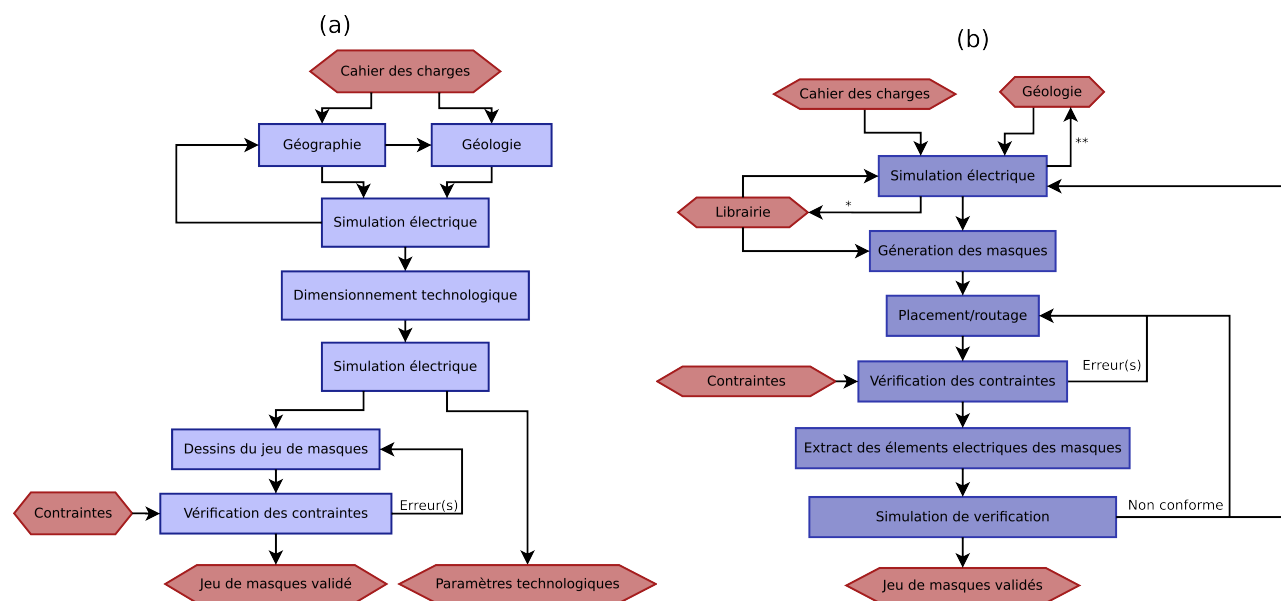 (a)
Cahier des charges
Géographie
Géologie
Simulation électrique
Dimensionnement technologique
Simulation électrique
Dessins du jeu de masques
Contraintes
Vérification des contraintes
Erreur(s)
Jeu de masques validé
Paramètres technologiques
(b)
Cahier des charges
Géologie
**
Simulation électrique
Librairie
*
Géneration des masques
Placement/routage
Erreur(s)
Contraintes
Vérification des contraintes
Extract des élements electriques des masques
Non conforme
Simulation de verification
Jeu de masques validés